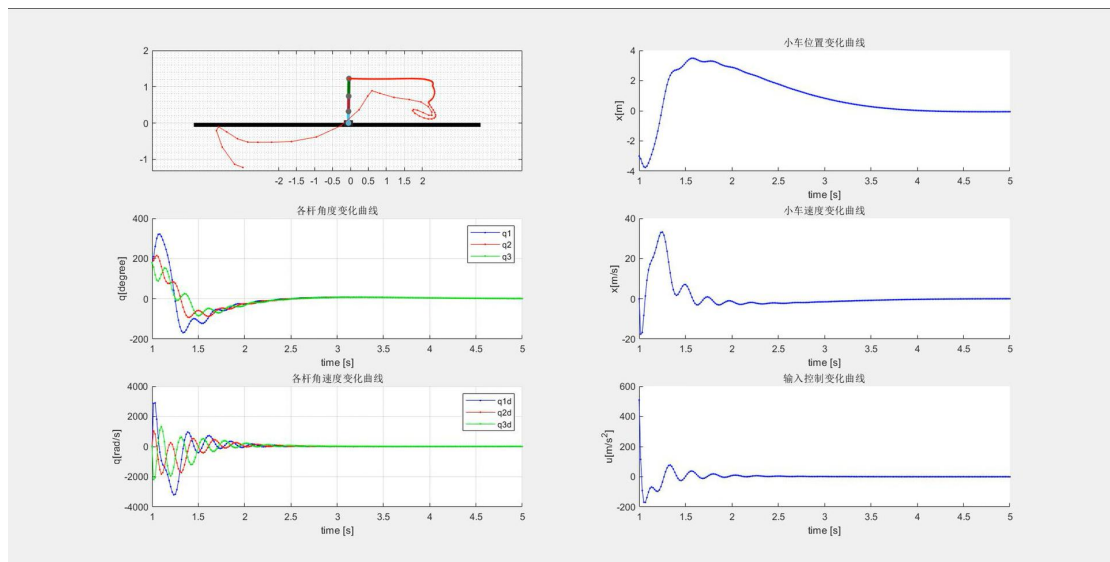 2
1
0
-1
-2 -1.5 -1 -0.5 0 0.5 1 1.5 2
小车位置变化曲线
x[m]
4
2
0
-2
-4
1 1.5 2 2.5 3 3.5 4 4.5 5
time [s]
各杆角度变化曲线
q[degree]
400
200
0
-200
q1
q2
q3
1 1.5 2 2.5 3 3.5 4 4.5 5
time [s]
小车速度变化曲线
x[m/s]
40
20
0
-20
1 1.5 2 2.5 3 3.5 4 4.5 5
time [s]
各杆角速度变化曲线
q[rad/s]
4000
2000
0
-2000
-4000
q1d
q2d
q3d
1 1.5 2 2.5 3 3.5 4 4.5 5
time [s]
输入控制变化曲线
u[m/s²]
600
400
200
0
-200
1 1.5 2 2.5 3 3.5 4 4.5 5
time [s]